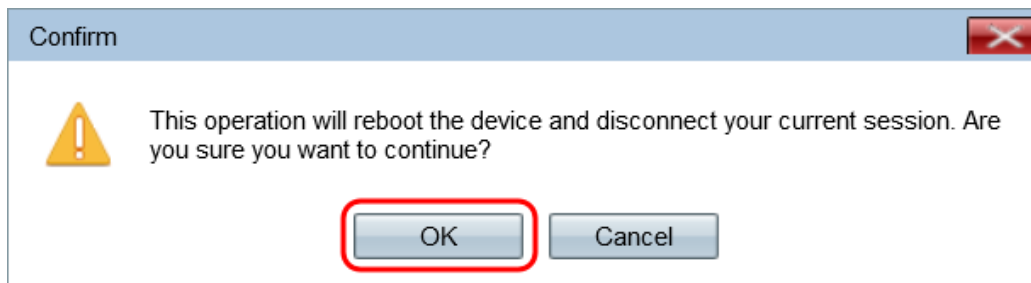 Confirm
This operation will reboot the device and disconnect your current session. Are
you sure you want to continue?
OK
Cancel